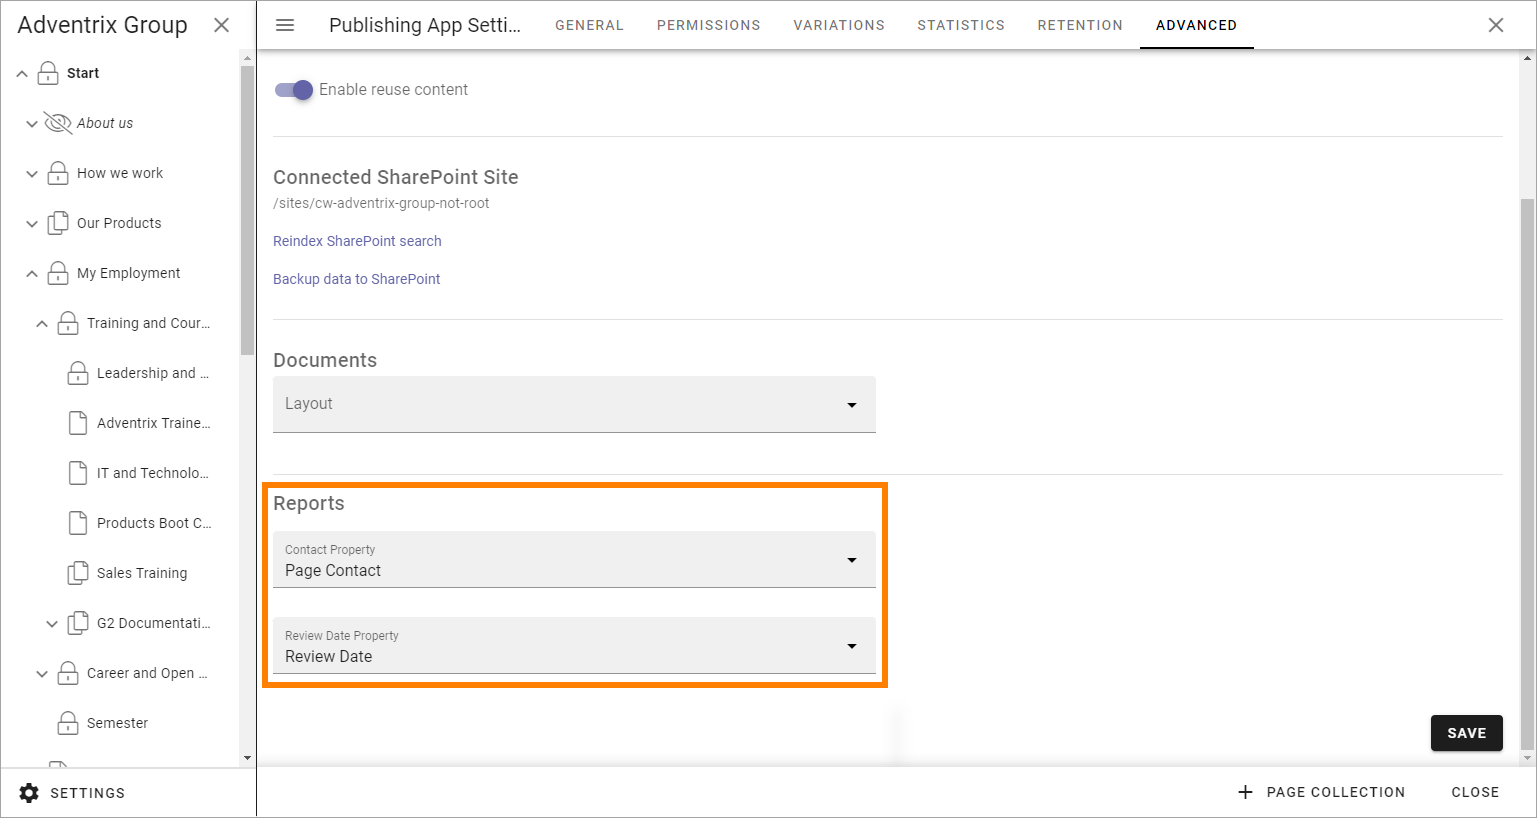 Adventrix Group
Start
About us
How we work
Our Products
My Employment
Training and Cour...
Leadership and ...
Adventrix Traine...
IT and Technolo...
Products Boot C...
Sales Training
G2 Documentati...
Career and Open ...
Semester
SETTINGS
Publishing App Setti...
GENERAL
PERMISSIONS
VARIATIONS
STATISTICS
RETENTION
ADVANCED
Enable reuse content
Connected SharePoint Site
/sites/cw-adventrix-group-not-root
Reindex SharePoint search
Backup data to SharePoint
Documents
Layout
Reports
Contact Property
Page Contact
Review Date Property
Review Date
SAVE
PAGE COLLECTION
CLOSE